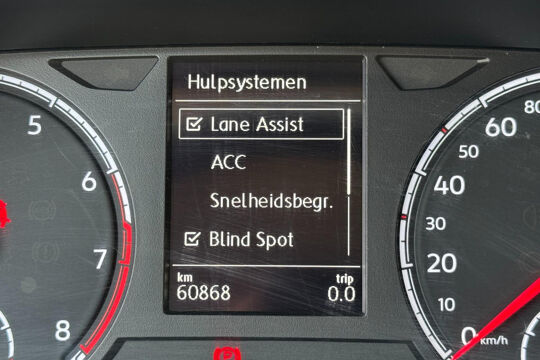 Hulpsystemen
Lane Assist
ACC
Snelheidsbegr.
Blind Spot
km trip
60868 0.0
5
6
7
8
80
60
50
40
30
20
10
0 km/h